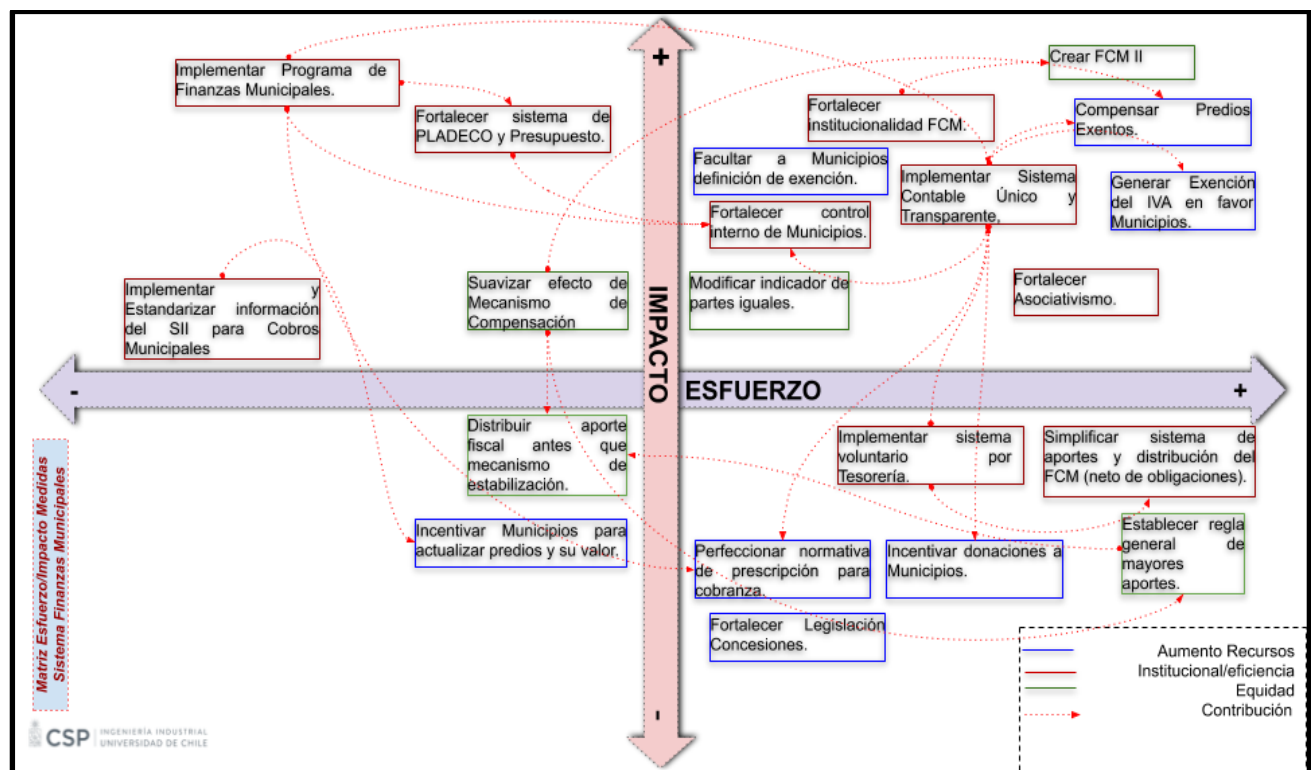 +
Implementar Programa de
Finanzas Municipales.
Crear FCM II
Fortalecer sistema de
PLADECO y Presupuesto.
Fortalecer
institucionalidad FCM.
Compensar Predios
Exentos.
Facultar a Municipios
definición de exención.
Implementar Sistema
Contable Único y
Transparente,
Generar Exención
del IVA en favor
Municipios.
Fortalecer control
interno de Municipios.
Implementar y
Estandarizar información
del SII para Cobros
Municipales
Suavizar efecto de
Mecanismo de
Compensación
Modificar indicador de
partes iguales.
Fortalecer
Asociativismo.
IMPACTO
-
ESFUERZO
+
Distribuir aporte
fiscal antes que
mecanismo de
estabilización.
Implementar sistema
voluntario por
Tesorería.
Simplificar sistema de
aportes y distribución del
FCM (neto de obligaciones).
Incentivar Municipios para
actualizar predios y su valor,
Perfeccionar normativa
de prescripción para
cobranza.
Incentivar donaciones a
Municipios.
Establecer regla
general de
mayores
aportes.
Fortalecer Legislación
Concesiones.
-
Matriz Esfuerzo/Impacto Medidas
Sistema Finanzas Municipales
Aumento Recursos
Institucional/eficiencia
Equidad
Contribución
CSP
INGENIERÍA INDUSTRIAL
UNIVERSIDAD DE CHILE